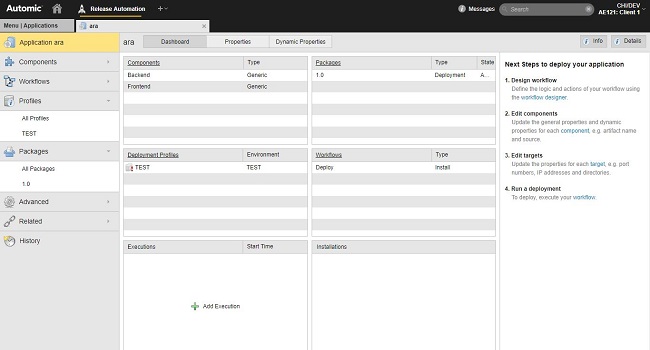 Automic Release Automation Messages Search CHI/DEV
AE121: Client 1
Menu | Applications ara
Application ara
Components
Workflows
Profiles
All Profiles
TEST
Packages
All Packages
1.0
Advanced
Related
History
ara Dashboard Properties Dynamic Properties Info Details
Components Type
Backend Generic
Frontend Generic
Packages Type State
1.0 Deployment A...
Deployment Profiles Environment
TEST TEST
Workflows Type
Deploy Install
Executions Start Time
Add Execution
Installations
Next Steps to deploy your application
1. Design workflow
Define the logic and actions of your workflow using
the workflow designer.
2. Edit components
Update the general properties and dynamic
properties for each component, e.g. artifact name
and source.
3. Edit targets
Update the properties for each target, e.g. port
numbers, IP addresses and directories.
4. Run a deployment
To deploy, execute your workflow.